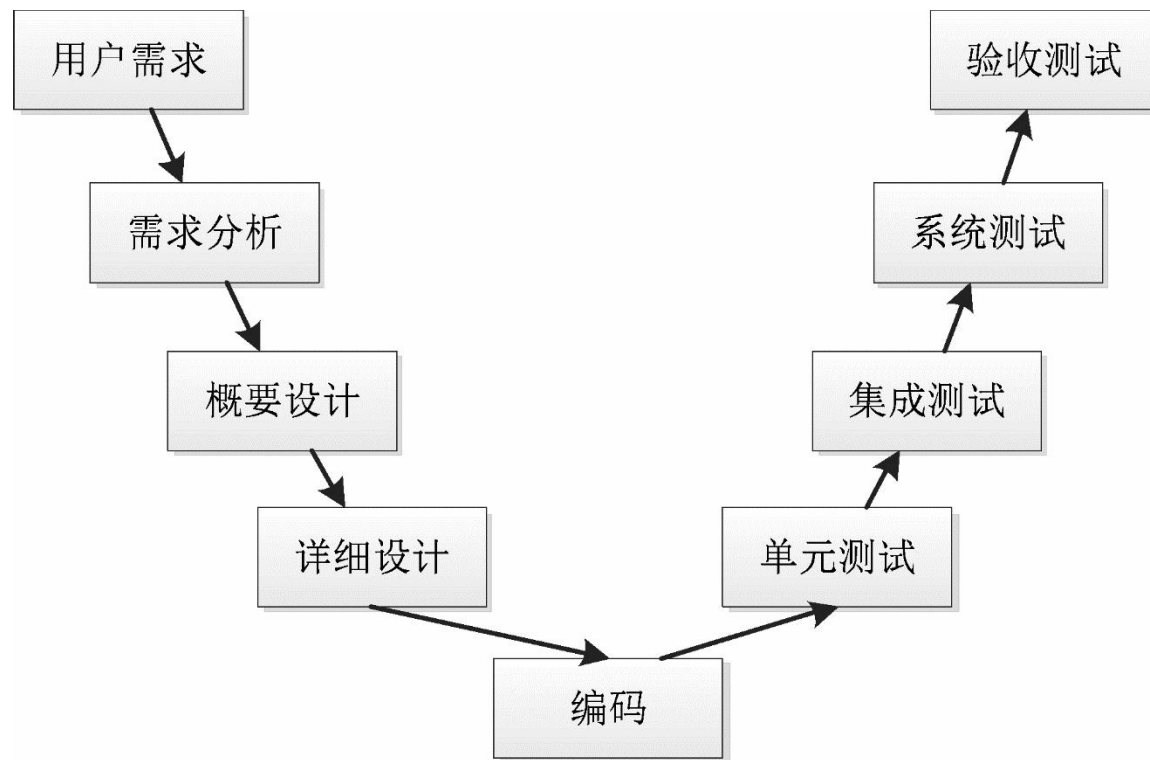 用户需求
需求分析
概要设计
详细设计
编码
单元测试
集成测试
系统测试
验收测试